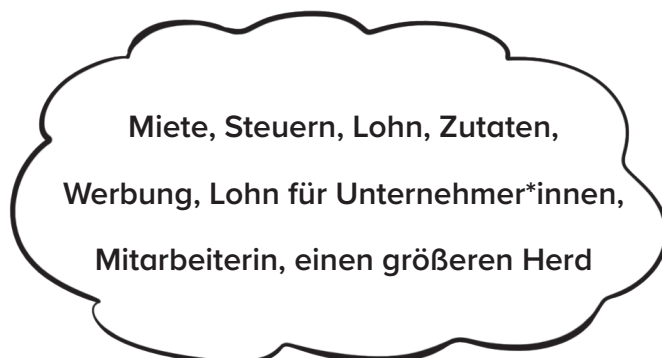 Miete, Steuern, Lohn, Zutaten,
Werbung, Lohn für Unternehmer*innen,
Mitarbeiterin, einen größeren Herd